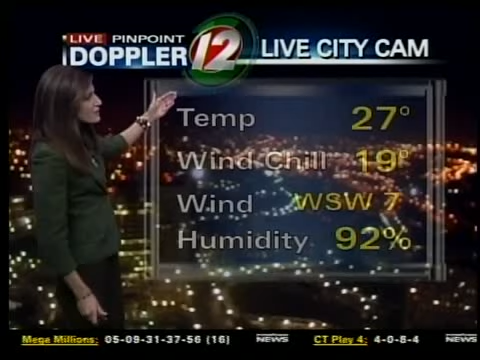 LIVE PINPOINT
DOPPLER 12 LIVE CITY CAM
Temp 27°
Wind Chill 19°
Wind WSW 7
Humidity 92%
Mega Millions: 05-09-31-37-56 (16) NEWS CT Play 4: 4-0-8-4 NEWS